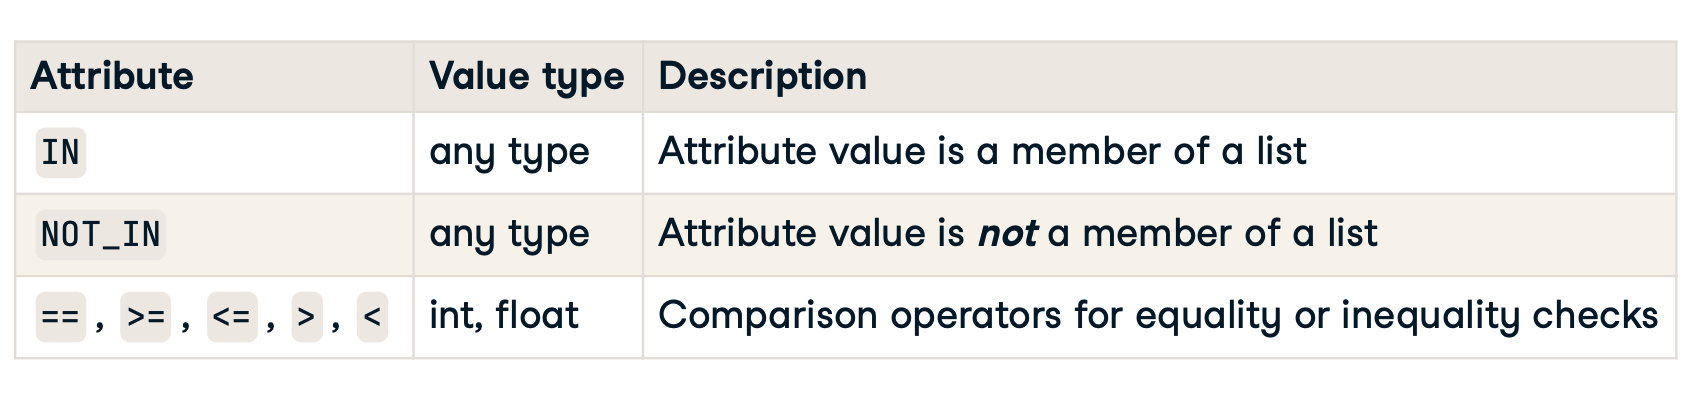 Attribute Value type Description
IN any type Attribute value is a member of a list
NOT_IN any type Attribute value is not a member of a list
==, >=, <=, >, < int, float Comparison operators for equality or inequality checks